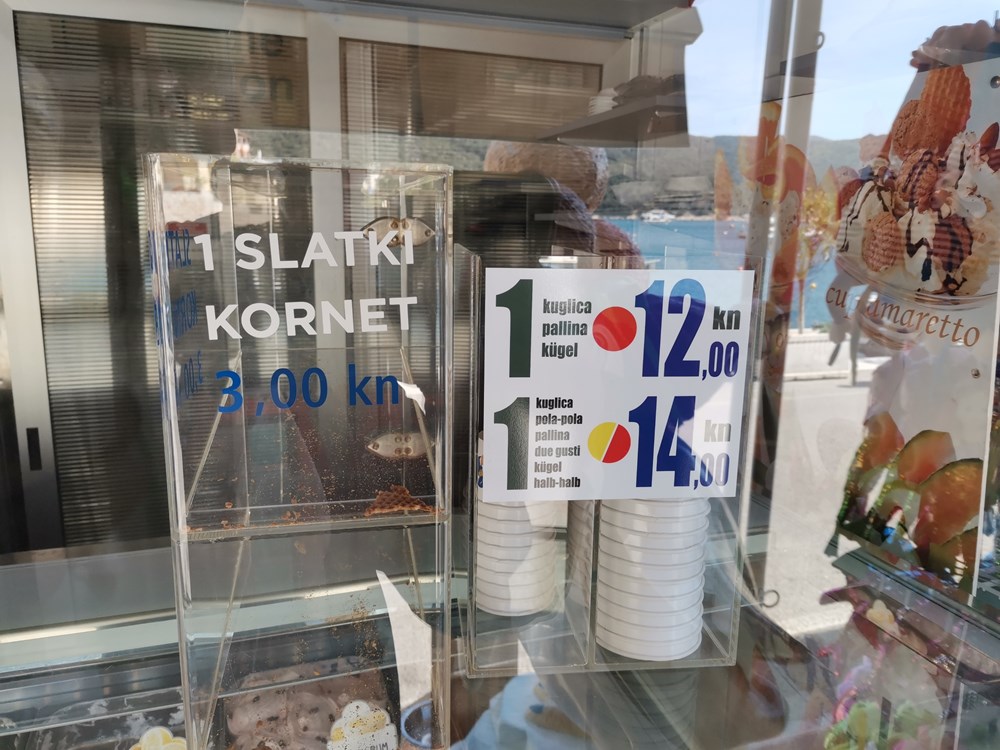 1 SLATKI
KORNET
3,00 kn
1 kuglica
pallina
kügel
12,00 kn
1 kuglica
pola-pola
pallina
due gusti
kügel
halb-halb
14,00 kn
amaretto